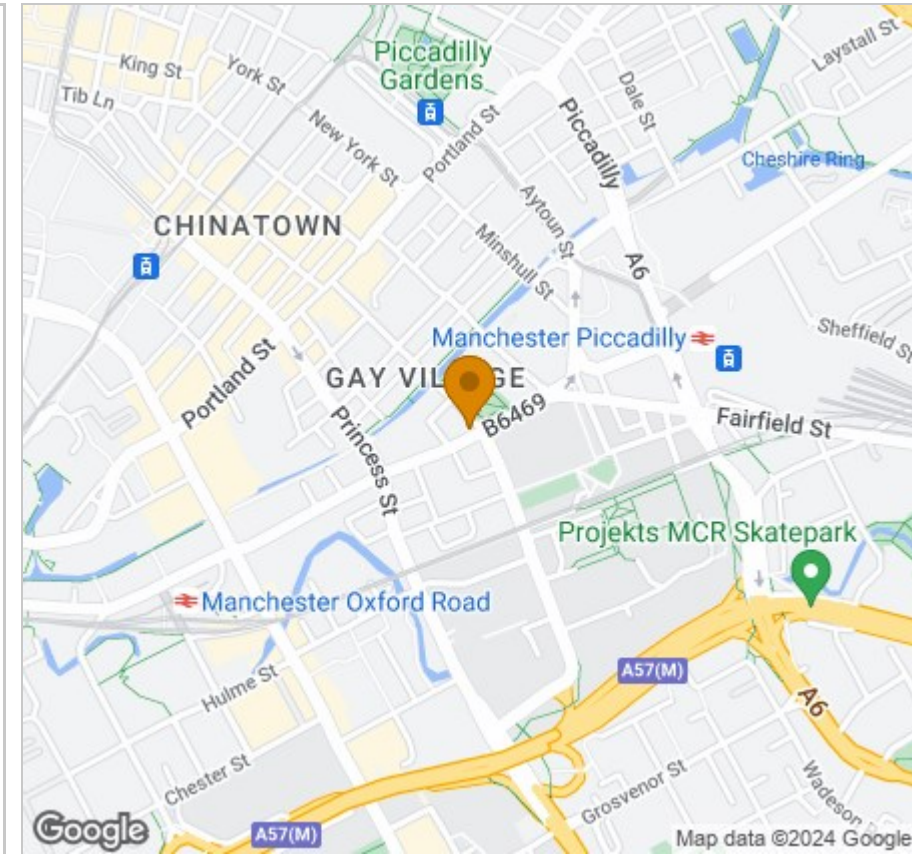 Piccadilly
Gardens
King St
York St
Tib Ln
New York St
Portland St
Piccadilly
Dale St
Laystall St
Cheshire Ring
CHINATOWN
Aytoun St
Minshull St
A6
Manchester Piccadilly
Sheffield St
Portland St
GAY VIL GE
B6469
Fairfield St
Princess St
Projekts MCR Skatepark
Manchester Oxford Road
Hulme St
A57(M)
A6
Chester St
Grosvenor St
Wadeson
A57(M)
Google
Map data ©2024 Google